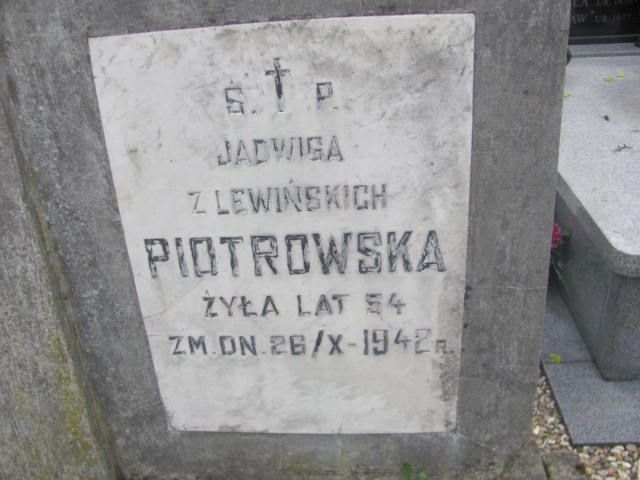 Ś. P.
JADWIGA
Z LEWIŃSKICH
PIOTROWSKA
ŻYŁA LAT 54
ZM. DN. 26/X-1942 R.